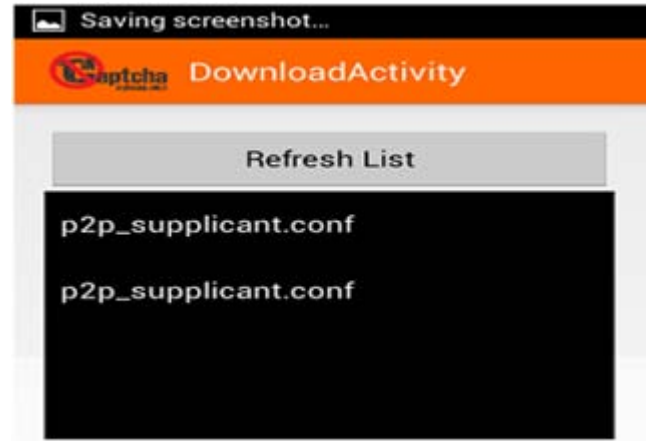 Saving screenshot...
Captcha DownloadActivity
Refresh List
p2p_supplicant.conf
p2p_supplicant.conf